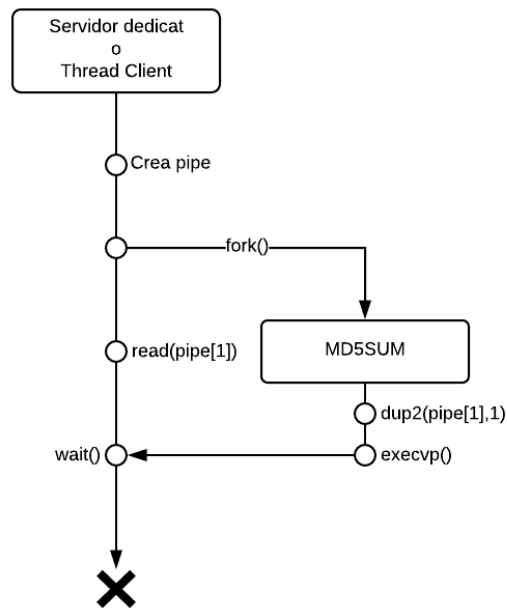 Servidor dedicat
o
Thread Client
Crea pipe
fork()
read(pipe[1])
MD5SUM
dup2(pipe[1],1)
wait()
execvp()